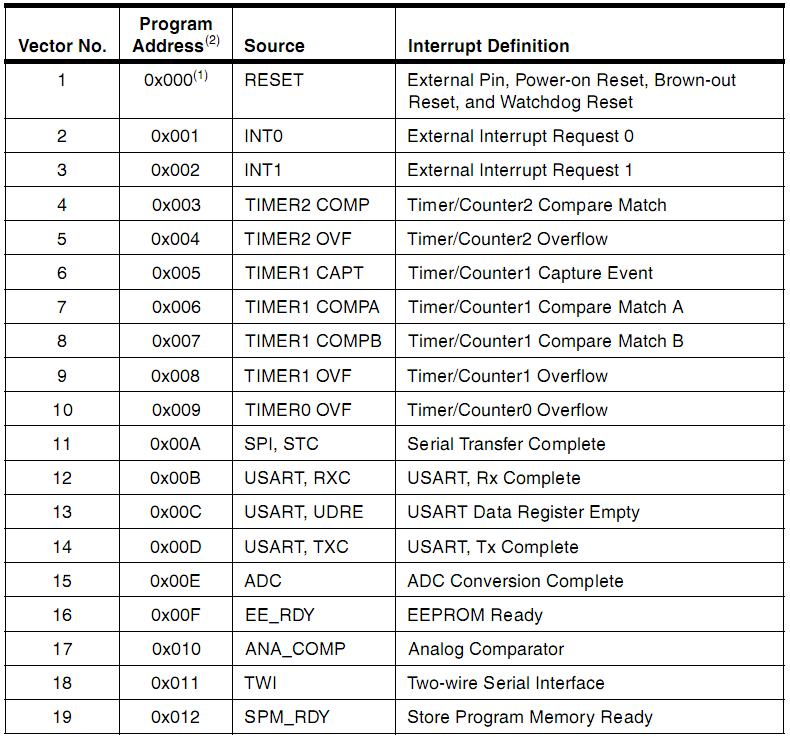 Vector No. Program Address(2) Source Interrupt Definition
1 0x000(1) RESET External Pin, Power-on Reset, Brown-out
Reset, and Watchdog Reset
2 0x001 INT0 External Interrupt Request 0
3 0x002 INT1 External Interrupt Request 1
4 0x003 TIMER2 COMP Timer/Counter2 Compare Match
5 0x004 TIMER2 OVF Timer/Counter2 Overflow
6 0x005 TIMER1 CAPT Timer/Counter1 Capture Event
7 0x006 TIMER1 COMPA Timer/Counter1 Compare Match A
8 0x007 TIMER1 COMPB Timer/Counter1 Compare Match B
9 0x008 TIMER1 OVF Timer/Counter1 Overflow
10 0x009 TIMER0 OVF Timer/Counter0 Overflow
11 0x00A SPI, STC Serial Transfer Complete
12 0x00B USART, RXC USART, Rx Complete
13 0x00C USART, UDRE USART Data Register Empty
14 0x00D USART, TXC USART, Tx Complete
15 0x00E ADC ADC Conversion Complete
16 0x00F EE_RDY EEPROM Ready
17 0x010 ANA_COMP Analog Comparator
18 0x011 TWI Two-wire Serial Interface
19 0x012 SPM_RDY Store Program Memory Ready